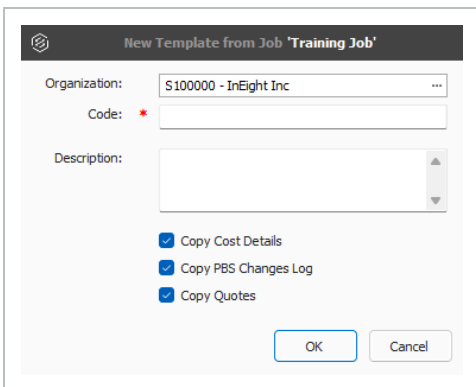 New Template from Job 'Training Job'
Organization: S100000 - InEight Inc ...
Code: *
Description:
Copy Cost Details
Copy PBS Changes Log
Copy Quotes
OK Cancel